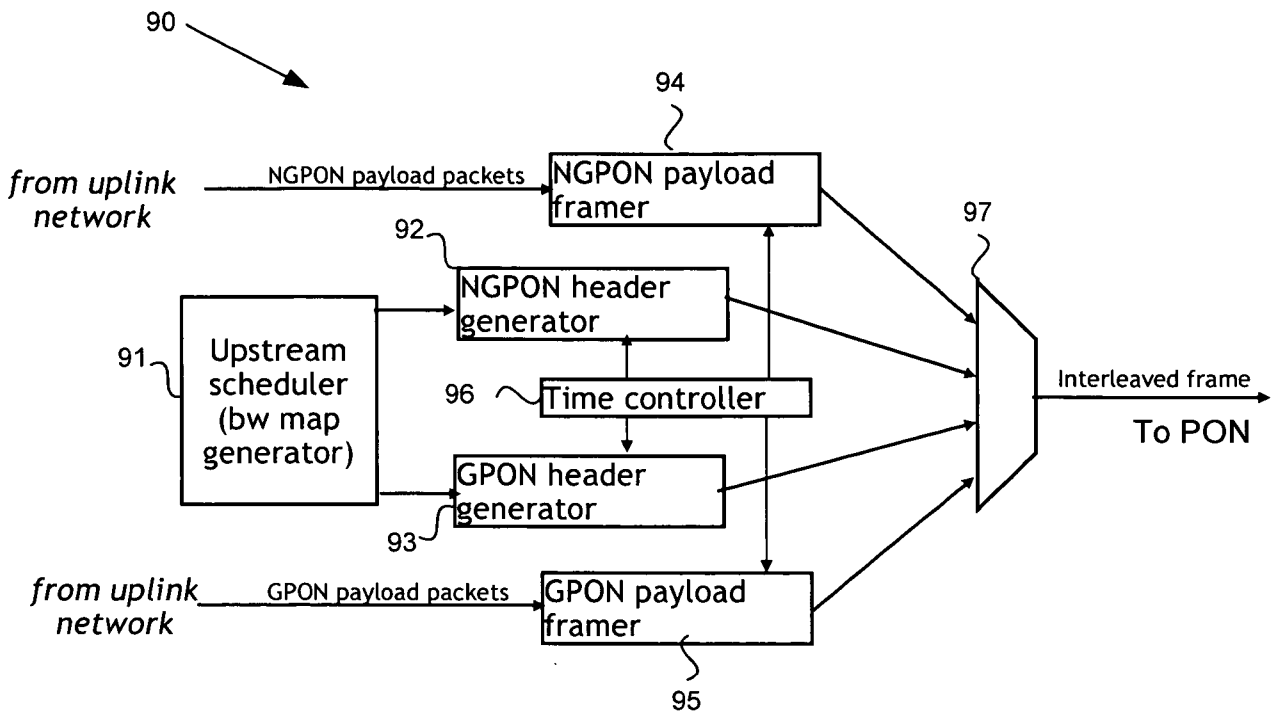 90
94
from uplink
network
NGPON payload packets
NGPON payload
framer
92
97
NGPON header
generator
91
Upstream
scheduler
(bw map
generator)
96
Time controller
Interleaved frame
To PON
GPON header
generator
93
from uplink
network
GPON payload packets
GPON payload
framer
95